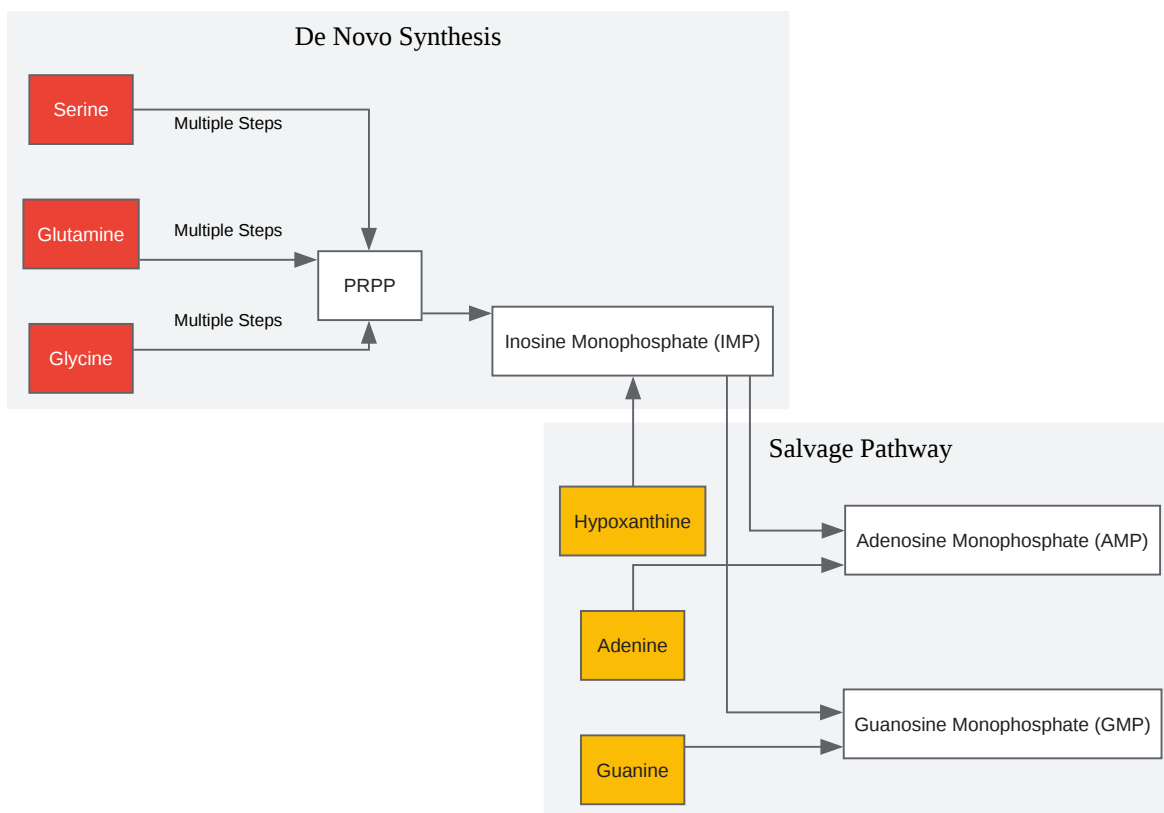 De Novo Synthesis
Serine
Multiple Steps
Glutamine
Multiple Steps
PRPP
Multiple Steps
Glycine
Inosine Monophosphate (IMP)
Salvage Pathway
Hypoxanthine
Adenosine Monophosphate (AMP)
Adenine
Guanosine Monophosphate (GMP)
Guanine